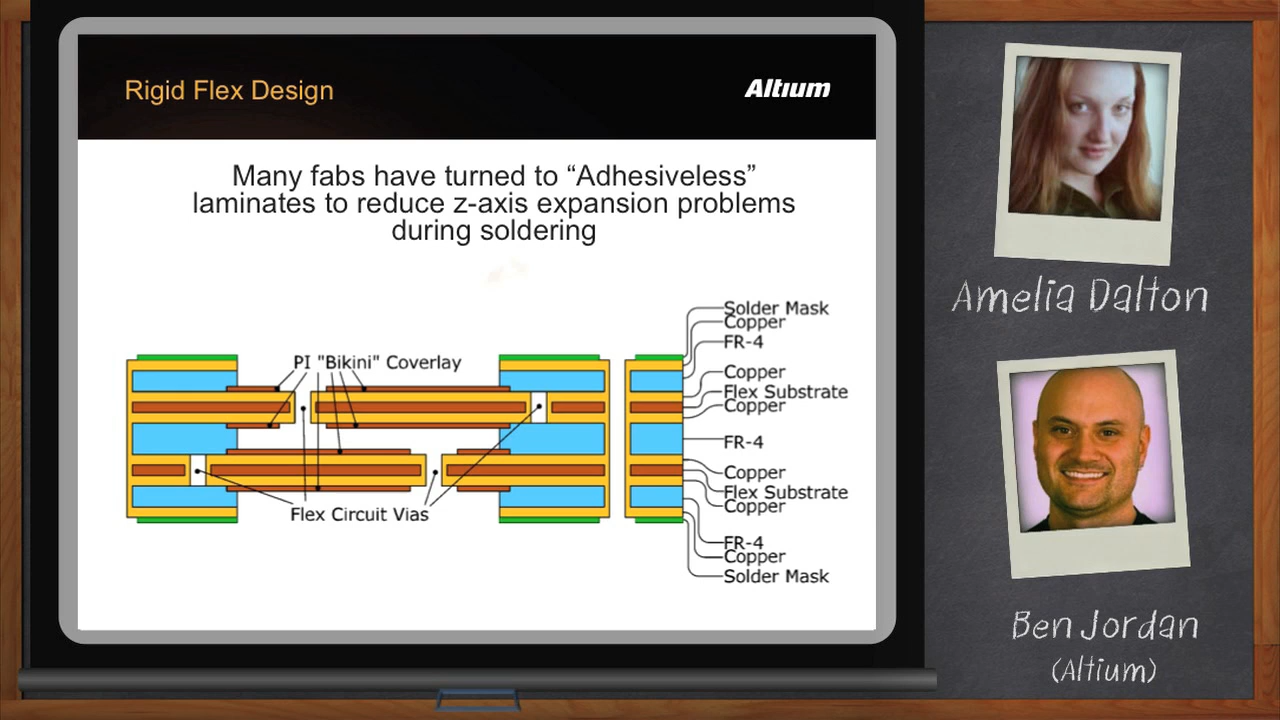 Rigid Flex Design
Altıum
Many fabs have turned to “Adhesiveless”
laminates to reduce z-axis expansion problems
during soldering
PI "Bikini" Coverlay
Flex Circuit Vias
Solder Mask
Copper
FR-4
Copper
Flex Substrate
Copper
FR-4
Copper
Flex Substrate
Copper
FR-4
Copper
Solder Mask
Amelia Dalton
Ben Jordan
(Altium)